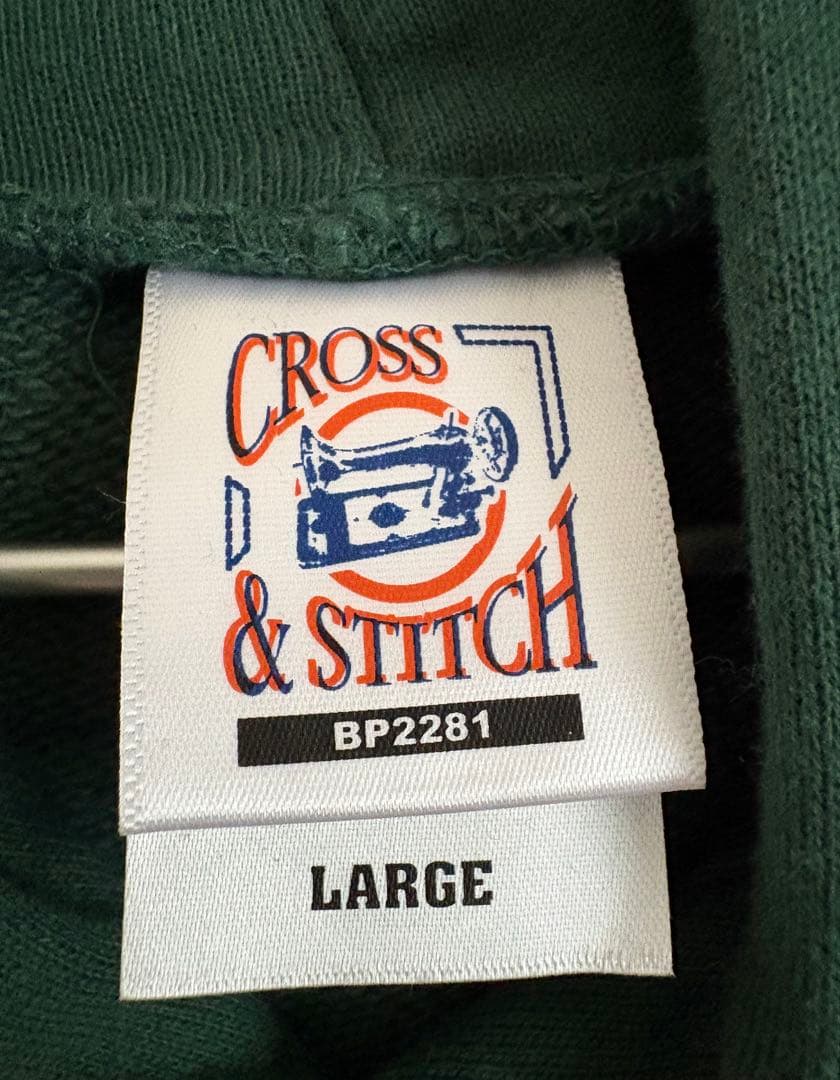 CROSS
& STITCH
BP2281
LARGE